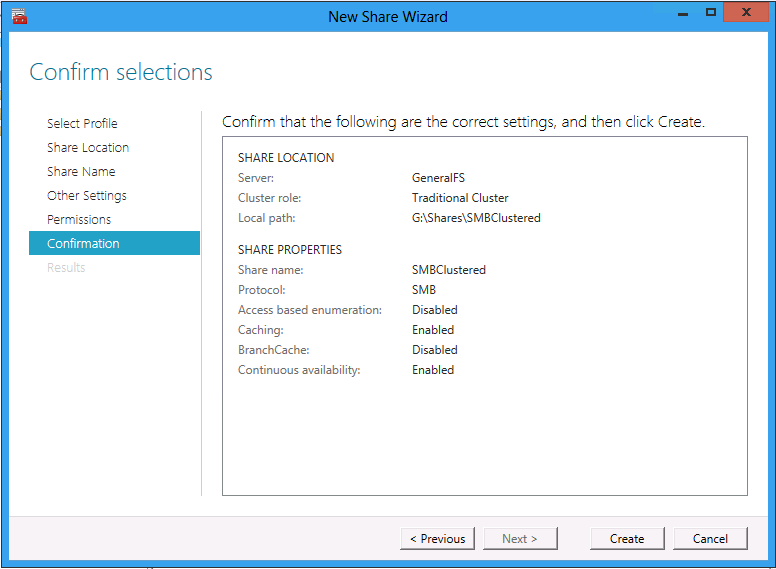 New Share Wizard
Confirm selections
Select Profile
Share Location
Share Name
Other Settings
Permissions
Confirmation
Results
Confirm that the following are the correct settings, and then click Create.
SHARE LOCATION
Server: GeneralFS
Cluster role: Traditional Cluster
Local path: G:\Shares\SMBClustered
SHARE PROPERTIES
Share name: SMBClustered
Protocol: SMB
Access based enumeration: Disabled
Caching: Enabled
BranchCache: Disabled
Continuous availability: Enabled
< Previous Next > Create Cancel